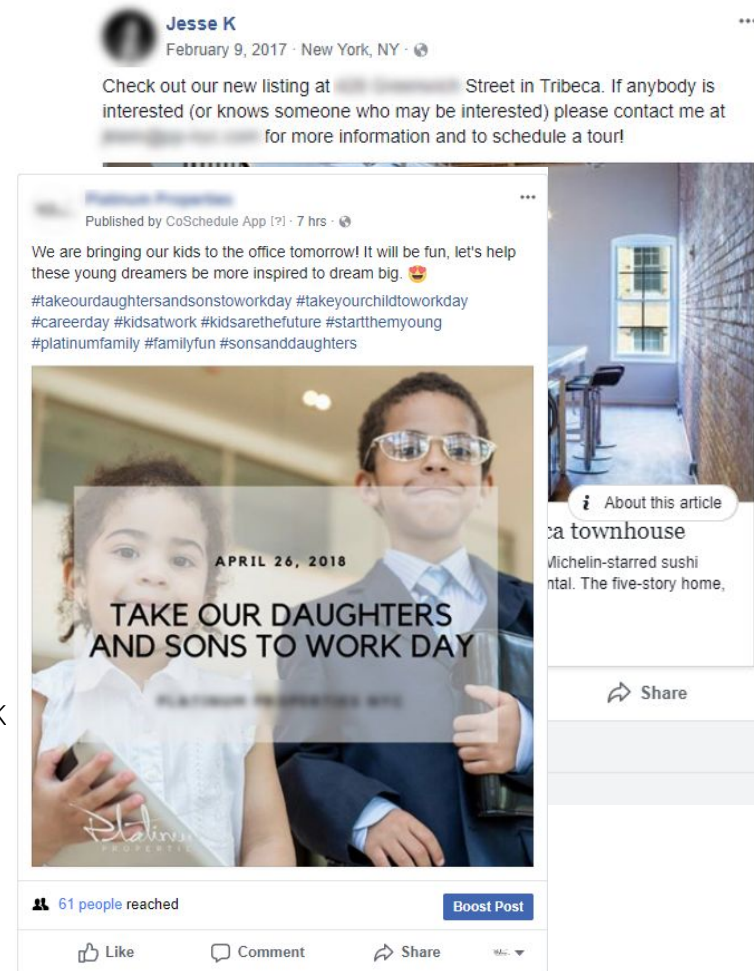 Jesse K
February 9, 2017 · New York, NY ·
Check out our new listing at Street in Tribeca. If anybody is
interested (or knows someone who may be interested) please contact me at
for more information and to schedule a tour!
Published by CoSchedule App [?] · 7 hrs ·
We are bringing our kids to the office tomorrow! It will be fun, let's help
these young dreamers be more inspired to dream big.
#takeourdaughtersandsonstoworkday #takeyourchildtoworkday
#careerday #kidsatwork #kidsarethefuture #startthemyoung
#platinumfamily #familyfun #sonsanddaughters
APRIL 26, 2018
TAKE OUR DAUGHTERS
AND SONS TO WORK DAY
Platinum
PROPERTIE
61 people reached
Boost Post
Like Comment Share
i About this article
ca townhouse
Michelin-starred sushi
ntal. The five-story home,
Share
K